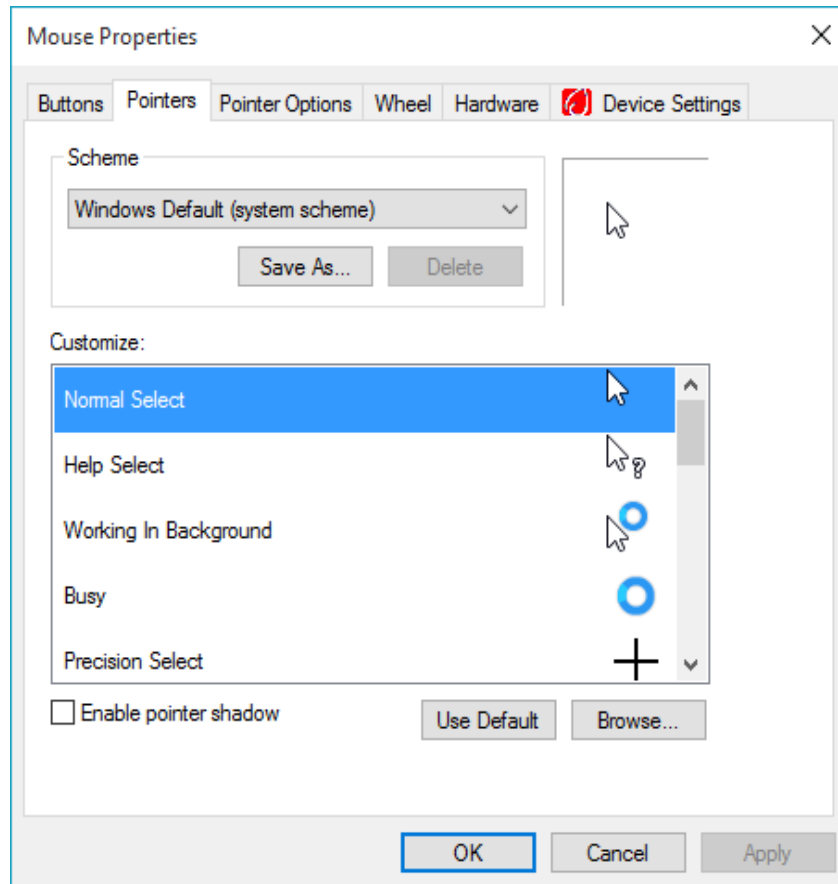 Mouse Properties
Buttons Pointers Pointer Options Wheel Hardware Device Settings
Scheme
Windows Default (system scheme)
Save As... Delete
Customize:
Normal Select
Help Select
Working In Background
Busy
Precision Select
Enable pointer shadow Use Default Browse...
OK Cancel Apply